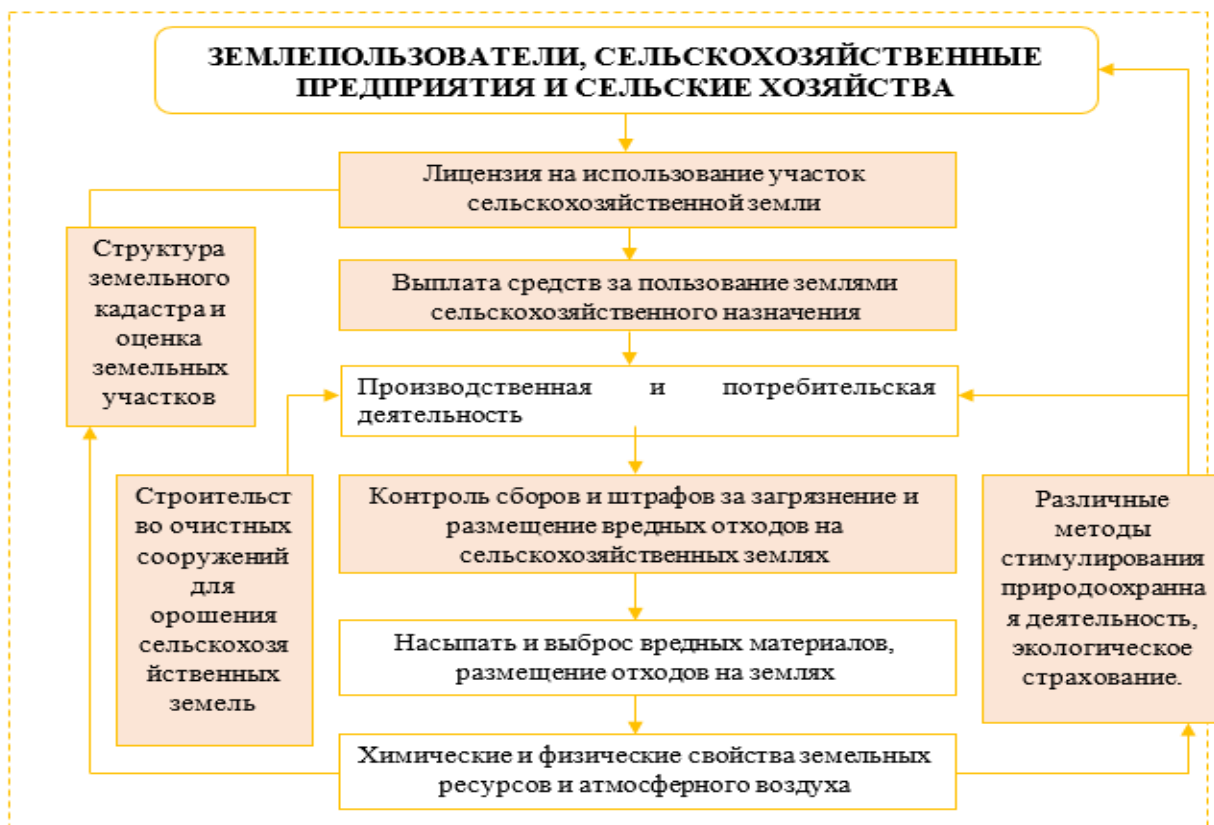 ЗЕМЛЕПОЛЬЗОВАТЕЛИ, СЕЛЬСКОХОЗЯЙСТВЕННЫЕ
ПРЕДПРИЯТИЯ И СЕЛЬСКИЕ ХОЗЯЙСТВА
Лицензия на использование участок
сельскохозяйственной земли
Структура
земельного
кадастра и
оценка
земельных
участков
Выплата средств за пользование землями
сельскохозяйственного назначения
Производственная и потребительская
деятельность
Строительст
во очистных
сооружений
для
орошения
сельскохозя
йственных
земель
Контроль сборов и штрафов за загрязнение и
размещение вредных отходов на
сельскохозяйственных землях
Различные
методы
стимулирования
природоохранна
я деятельность,
экологическое
страхование.
Насыпать и выброс вредных материалов,
размещение отходов на землях
Химические и физические свойства земельных
ресурсов и атмосферного воздуха